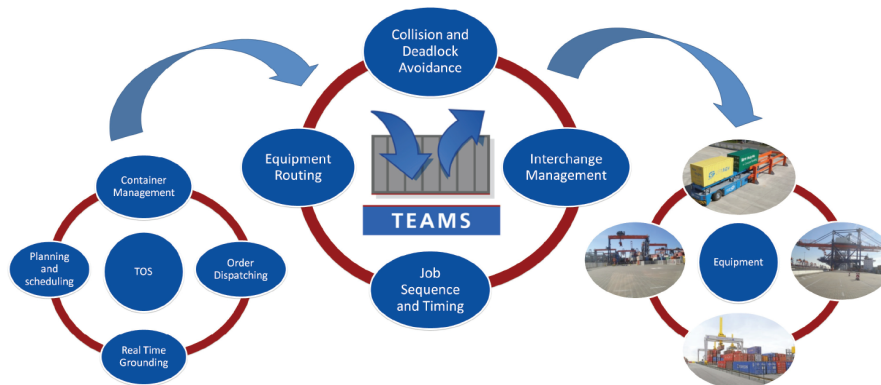 Collision and
Deadlock
Avoidance
Equipment
Routing
Interchange
Management
TEAMS
Job
Sequence
and Timing
Container
Management
Planning and
scheduling
TOS
Order
Dispatching
Real Time
Grounding
Equipment